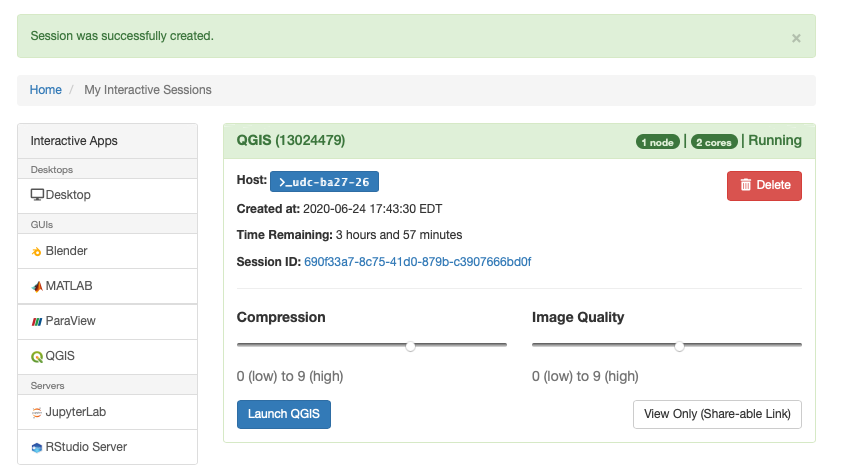 Session was successfully created.
×
Home / My Interactive Sessions
Interactive Apps
Desktops
Desktop
GUIs
Blender
MATLAB
ParaView
QGIS
Servers
JupyterLab
RStudio Server
QGIS (13024479)
1 node | 2 cores | Running
Host: >_udc-ba27-26
Delete
Created at: 2020-06-24 17:43:30 EDT
Time Remaining: 3 hours and 57 minutes
Session ID: 690f33a7-8c75-41d0-879b-c3907666bd0f
Compression
0 (low) to 9 (high)
Image Quality
0 (low) to 9 (high)
Launch QGIS
View Only (Share-able Link)